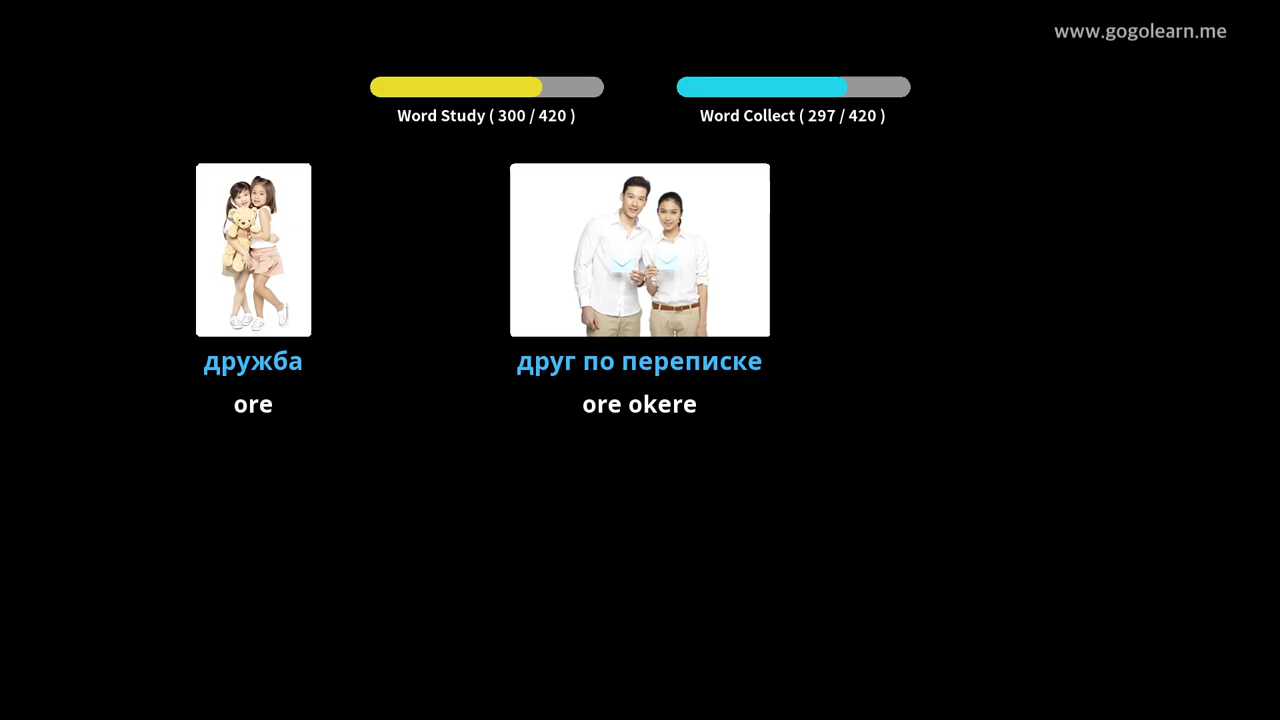 www.gogolearn.me
Word Study ( 300 / 420 )
Word Collect ( 297 / 420 )
дружба
друг по переписке
ore
ore okere